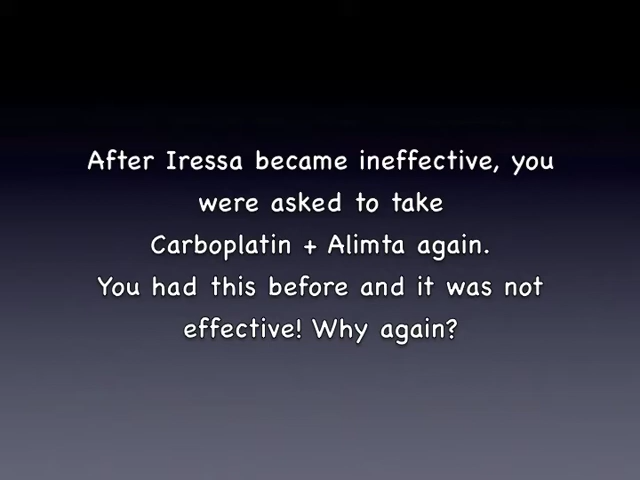 After Iressa became ineffective, you
were asked to take
Carboplatin + Alimta again.
You had this before and it was not
effective! Why again?